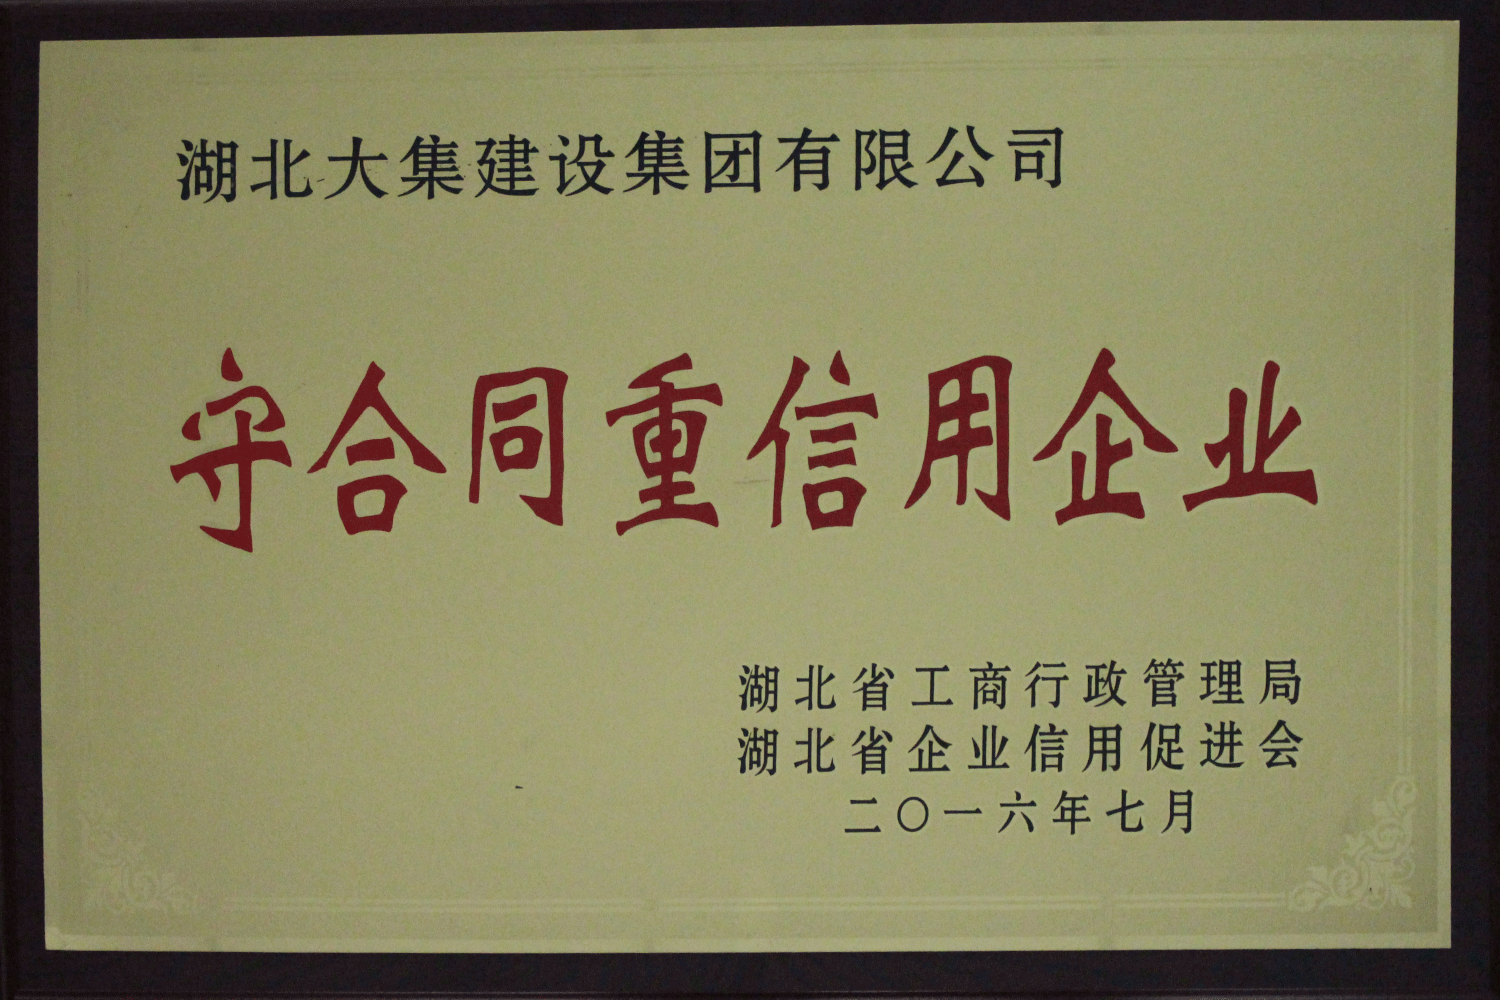 湖北大集建设集团有限公司
守合同重信用企业
湖北省工商行政管理局
湖北省企业信用促进会
二〇一六年七月